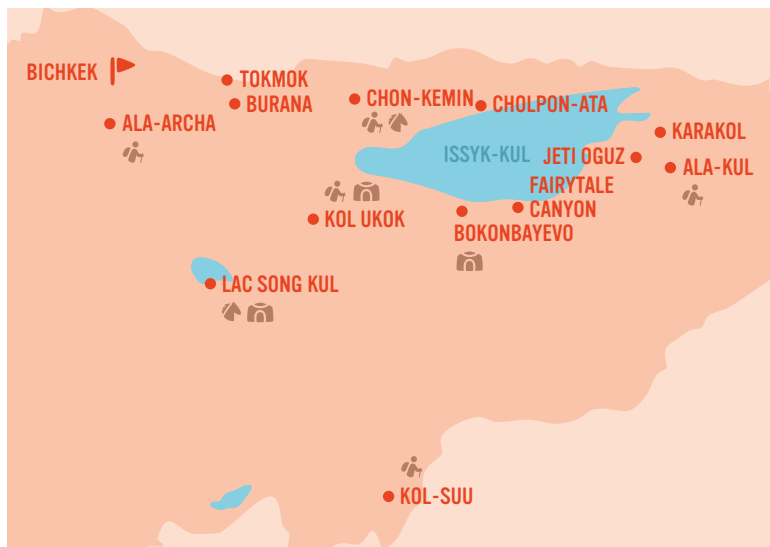 BICHKEK
TOKMOK
BURANA
CHON-KEMIN
CHOLPON-ATA
ALA-ARCHA
KARAKOL
ISSYK-KUL
JETI OGUZ
ALA-KUL
FAIRYTALE
CANYON
KOL UKOK
BOKONBAYEVO
LAC SONG KUL
KOL-SUU